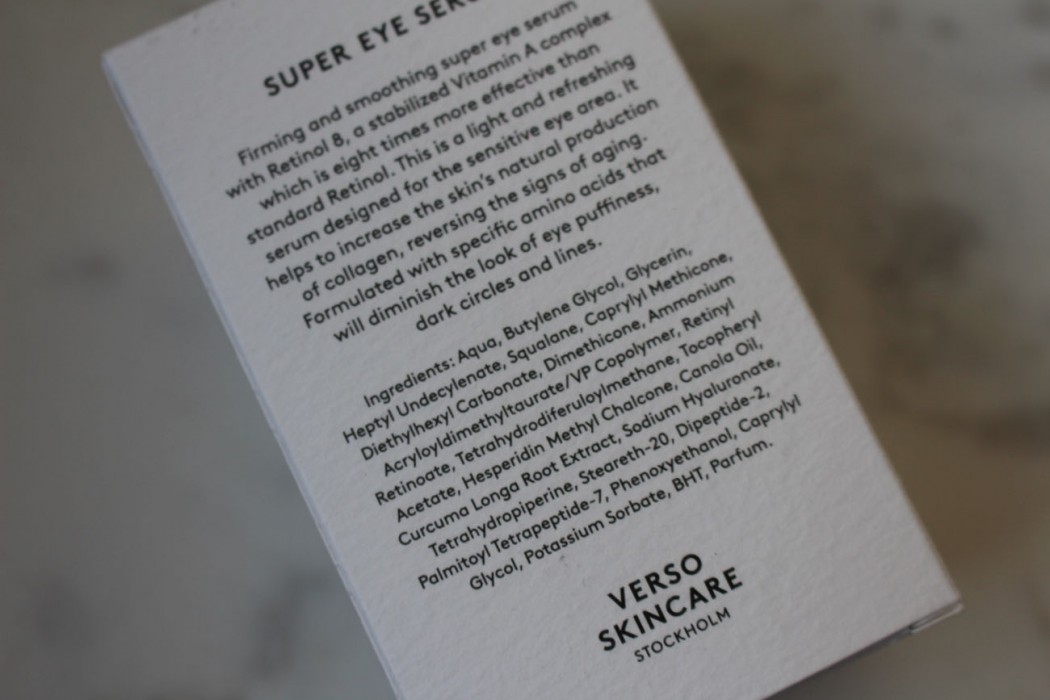 SUPER EYE SERU
Firming and smoothing super eye serum
with Retinol 8, a stabilized Vitamin A complex
which is eight times more effective than
standard Retinol. This is a light and refreshing
serum designed for the sensitive eye area. It
helps to increase the skin's natural production
of collagen, reversing the signs of aging.
Formulated with specific amino acids that
will diminish the look of eye puffiness,
dark circles and lines.
Ingredients: Aqua, Butylene Glycol, Glycerin,
Heptyl Undecylenate, Squalane, Caprylyl Methicone,
Diethylhexyl Carbonate, Dimethicone, Ammonium
Acryloyldimethyltaurate/VP Copolymer, Retinyl
Retinoate, Tetrahydrodiferuloylmethane, Tocopheryl
Acetate, Hesperidin Methyl Chalcone, Canola Oil,
Curcuma Longa Root Extract, Sodium Hyaluronate,
Tetrahydropiperine, Steareth-20, Dipeptide-2,
Palmitoyl Tetrapeptide-7, Phenoxyethanol, Caprylyl
Glycol, Potassium Sorbate, BHT, Parfum.
VERSO
SKINCARE
STOCKHOLM